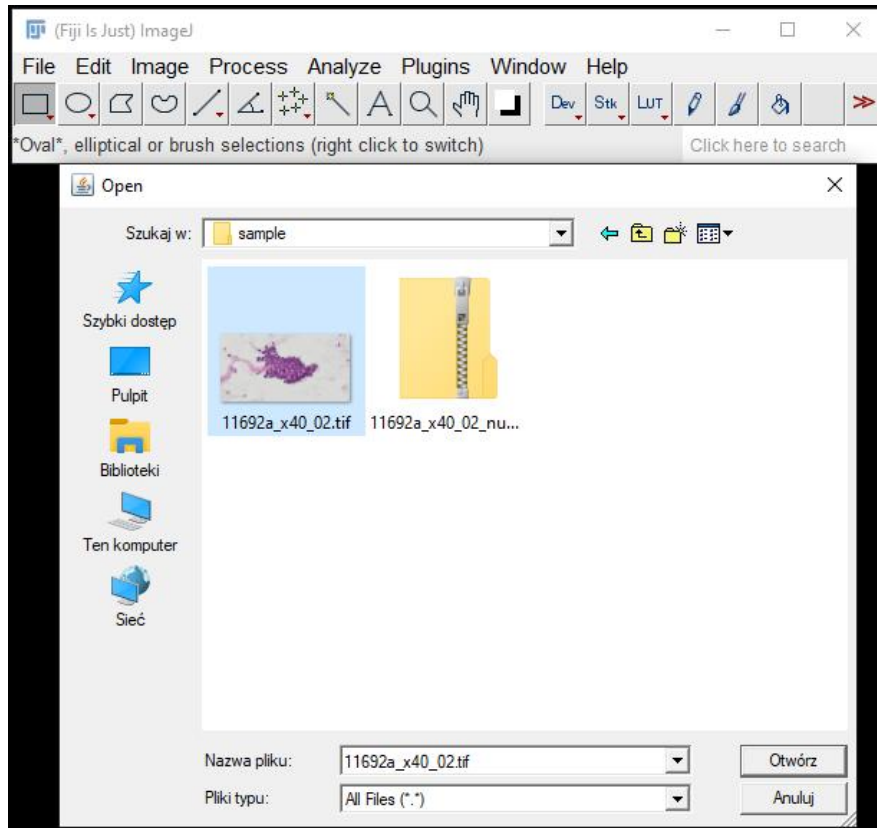 (Fiji Is Just) ImageJ
File Edit Image Process Analyze Plugins Window Help
A Dev Stk LUT >>
*Oval*, elliptical or brush selections (right click to switch) Click here to search
Open
Szukaj w: sample
Szybki dostęp
Pulpit
Biblioteki
Ten komputer
Sieć
11692a_x40_02.tif 11692a_x40_02_nu...
Nazwa pliku: 11692a_x40_02.tif Otwórz
Pliki typu: All Files (*.*) Anuluj